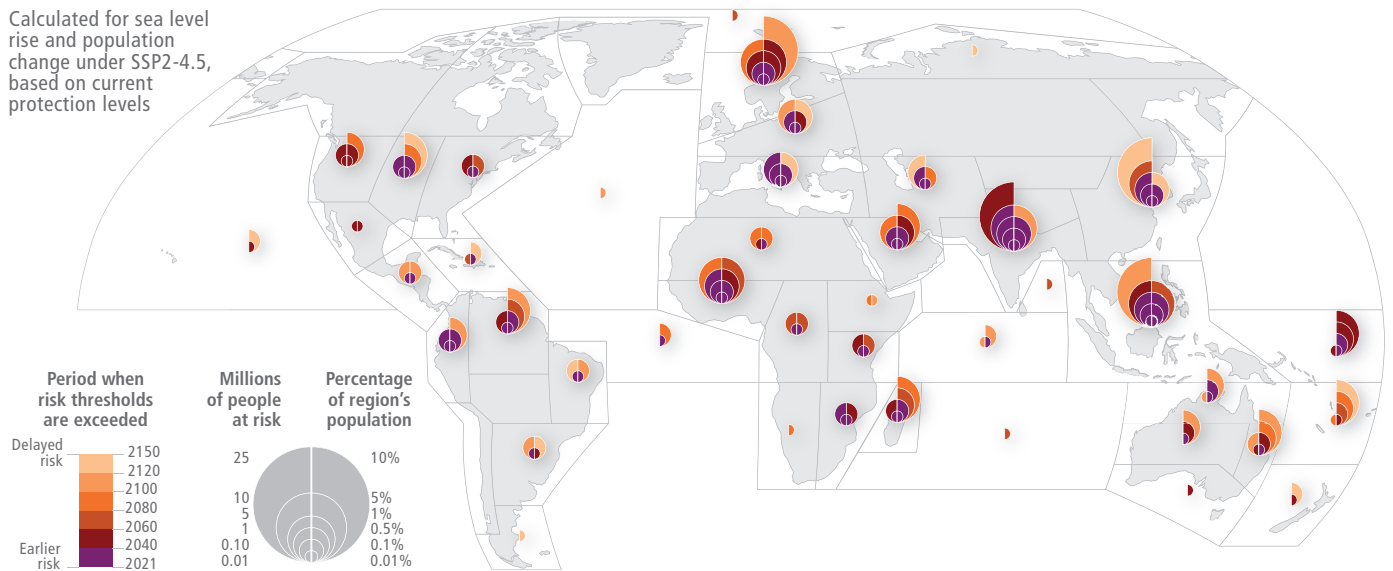 Calculated for sea level
rise and population
change under SSP2-4.5,
based on current
protection levels
Period when
risk thresholds
are exceeded
Delayed
risk
2150
2120
2100
2080
2060
2040
2021
Earlier
risk
Millions
of people
at risk
Percentage
of region's
population
25
10%
10
5%
5
1%
1
0.5%
0.10
0.1%
0.01
0.01%